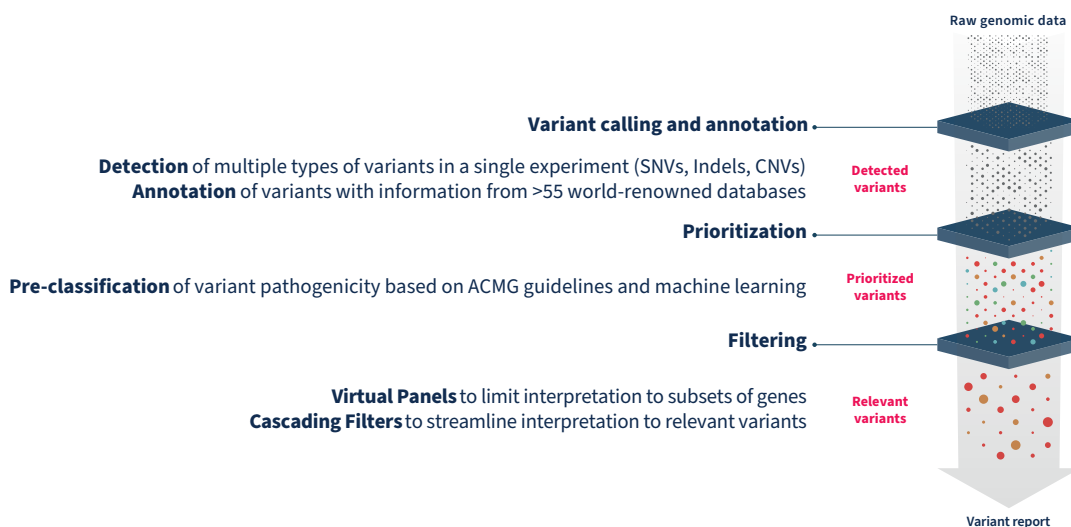 Raw genomic data
Variant calling and annotation
Detection of multiple types of variants in a single experiment (SNVs, Indels, CNVs)
Annotation of variants with information from >55 world-renowned databases
Detected
variants
Prioritization
Pre-classification of variant pathogenicity based on ACMG guidelines and machine learning
Prioritized
variants
Filtering
Virtual Panels to limit interpretation to subsets of genes
Cascading Filters to streamline interpretation to relevant variants
Relevant
variants
Variant report